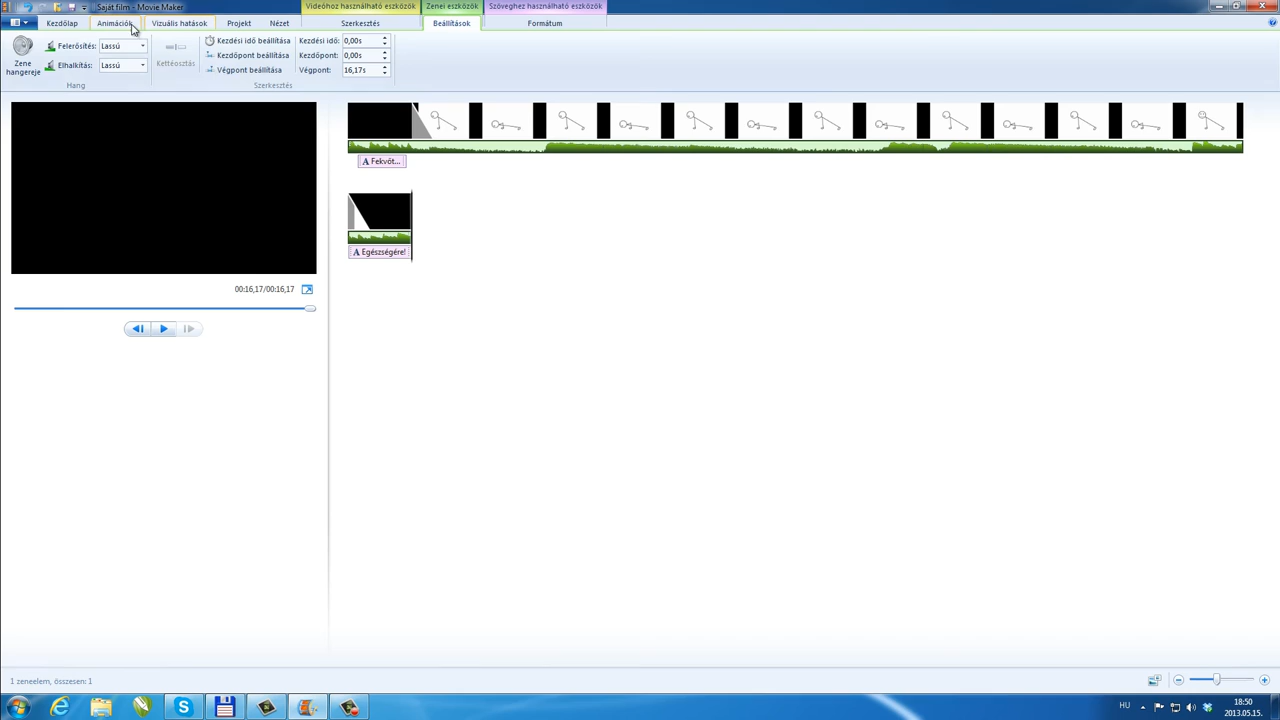 Saját film - Movie Maker
Videóhoz használható eszközök
Zenei eszközök
Szöveghez használható eszközök
Kezdőlap
Animációk
Vizuális hatások
Projekt
Nézet
Szerkesztés
Beállítások
Formátum
Zene hangereje
Felerősítés: Lassú
Elhalkítás: Lassú
Hang
Kettéosztás
Kezdési idő beállítása
Kezdőpont beállítása
Végpont beállítása
Kezdési idő: 0,00s
Kezdőpont: 0,00s
Végpont: 16,17s
Szerkesztés
A Fekvőt...
A Egészségére!
00:16,17/00:16,17
1 zeneelem, összesen: 1
HU
18:50
2013.05.15.